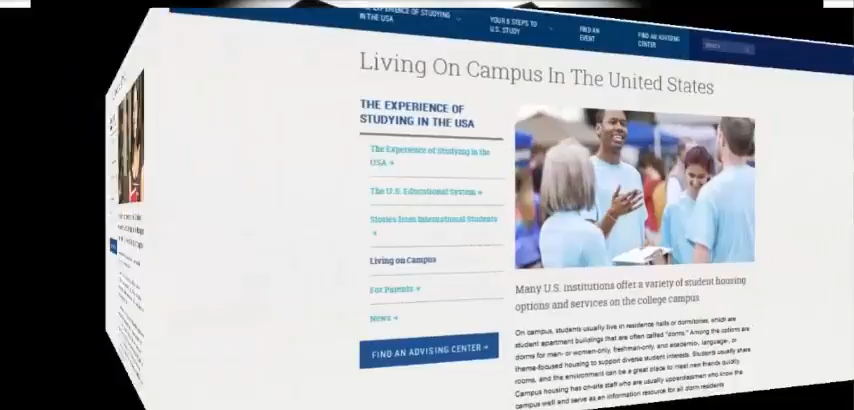 EXPERIENCE OF STUDYING
IN THE USA
YOUR 5 STEPS TO
U.S. STUDY
FIND AN
EVENT
FIND AN ADVISING
CENTER
SEARCH
Living On Campus In The United States
THE EXPERIENCE OF
STUDYING IN THE USA
The Experience of Studying in the
USA »
The U.S. Educational System »
Stories from International Students
»
Living on Campus
For Parents »
News »
FIND AN ADVISING CENTER »
Many U.S. institutions offer a variety of student housing
options and services on the college campus
On campus, students usually live in residence halls or dormitories, which are
student apartment buildings that are often called "dorms." Among the options are
dorms for men- or women-only, freshman-only, and academic-, language-, or
theme-focused housing to support diverse student interests. Students usually share
rooms, and the environment can be a great place to meet new friends quickly.
Campus housing has on-site staff who are usually upperclassmen who know the
campus well and serve as an information resource for all dorm residents